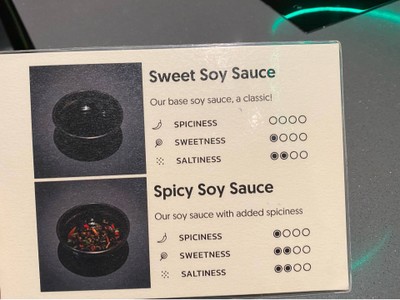 Sweet Soy Sauce
Our base soy sauce, a classic!
SPICINESS
SWEETNESS
SALTINESS
Spicy Soy Sauce
Our soy sauce with added spiciness
SPICINESS
SWEETNESS
SALTINESS